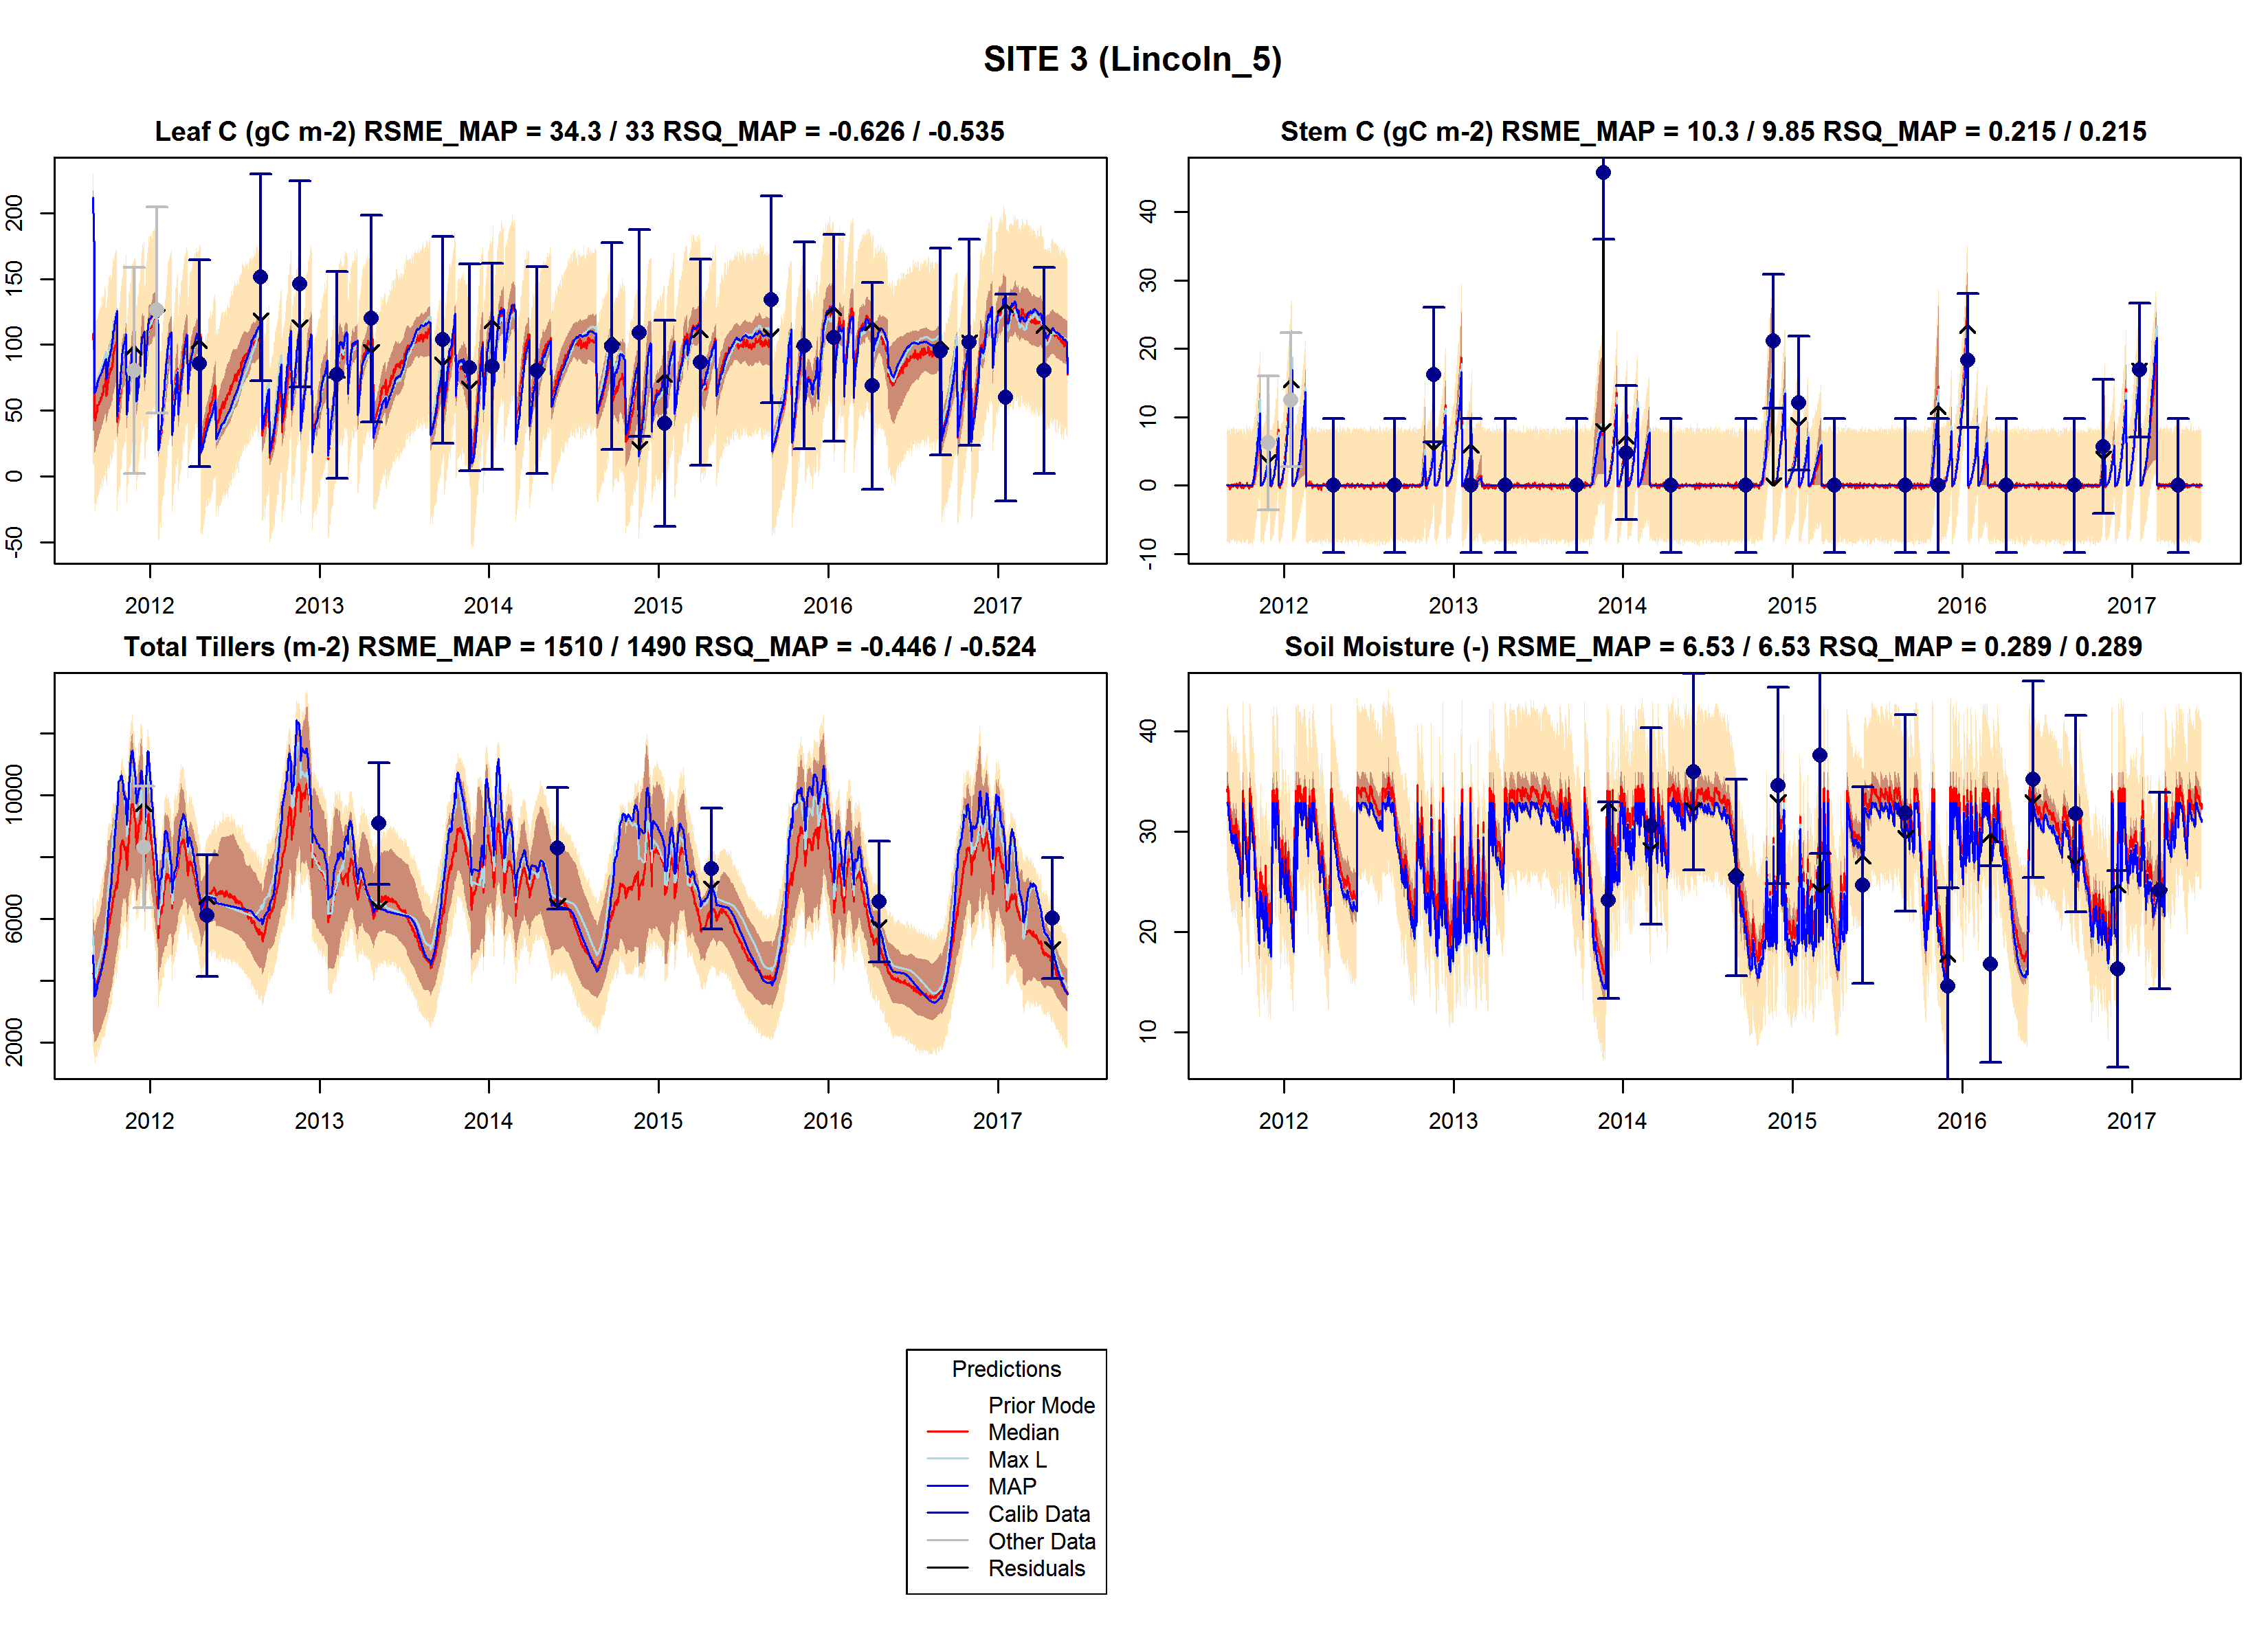 SITE 3 (Lincoln_5)
Leaf C (gC m-2) RSME_MAP = 34.3 / 33 RSQ_MAP = -0.626 / -0.535
200
150
100
50
0
-50
2012 2013 2014 2015 2016 2017
Stem C (gC m-2) RSME_MAP = 10.3 / 9.85 RSQ_MAP = 0.215 / 0.215
40
30
20
10
0
-10
2012 2013 2014 2015 2016 2017
Total Tillers (m-2) RSME_MAP = 1510 / 1490 RSQ_MAP = -0.446 / -0.524
10000
6000
2000
2012 2013 2014 2015 2016 2017
Soil Moisture (-) RSME_MAP = 6.53 / 6.53 RSQ_MAP = 0.289 / 0.289
40
30
20
10
2012 2013 2014 2015 2016 2017
Predictions
Prior Mode
Median
Max L
MAP
Calib Data
Other Data
Residuals